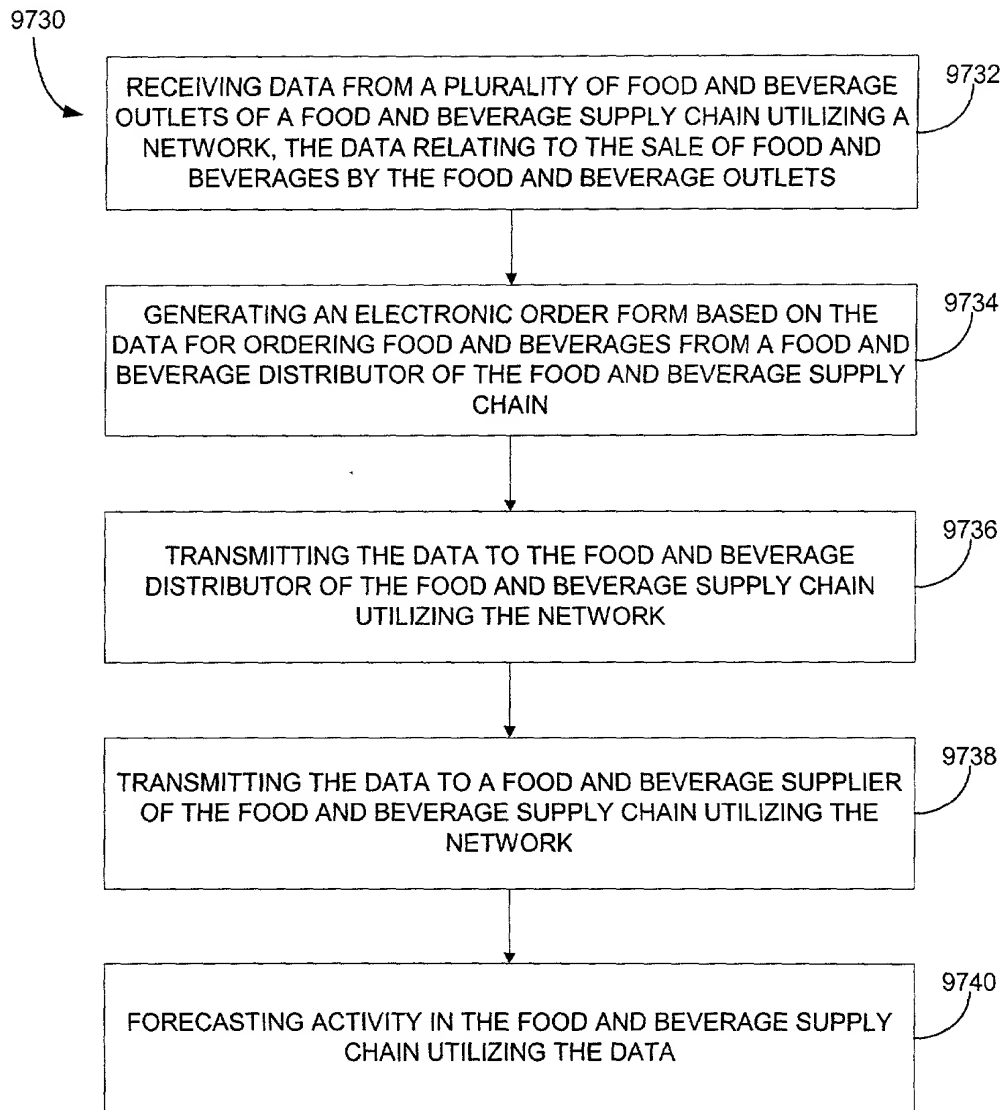 9730
RECEIVING DATA FROM A PLURALITY OF FOOD AND BEVERAGE
OUTLETS OF A FOOD AND BEVERAGE SUPPLY CHAIN UTILIZING A
NETWORK, THE DATA RELATING TO THE SALE OF FOOD AND
BEVERAGES BY THE FOOD AND BEVERAGE OUTLETS
9732
GENERATING AN ELECTRONIC ORDER FORM BASED ON THE
DATA FOR ORDERING FOOD AND BEVERAGES FROM A FOOD AND
BEVERAGE DISTRIBUTOR OF THE FOOD AND BEVERAGE SUPPLY
CHAIN
9734
TRANSMITTING THE DATA TO THE FOOD AND BEVERAGE
DISTRIBUTOR OF THE FOOD AND BEVERAGE SUPPLY CHAIN
UTILIZING THE NETWORK
9736
TRANSMITTING THE DATA TO A FOOD AND BEVERAGE SUPPLIER
OF THE FOOD AND BEVERAGE SUPPLY CHAIN UTILIZING THE
NETWORK
9738
FORECASTING ACTIVITY IN THE FOOD AND BEVERAGE SUPPLY
CHAIN UTILIZING THE DATA
9740